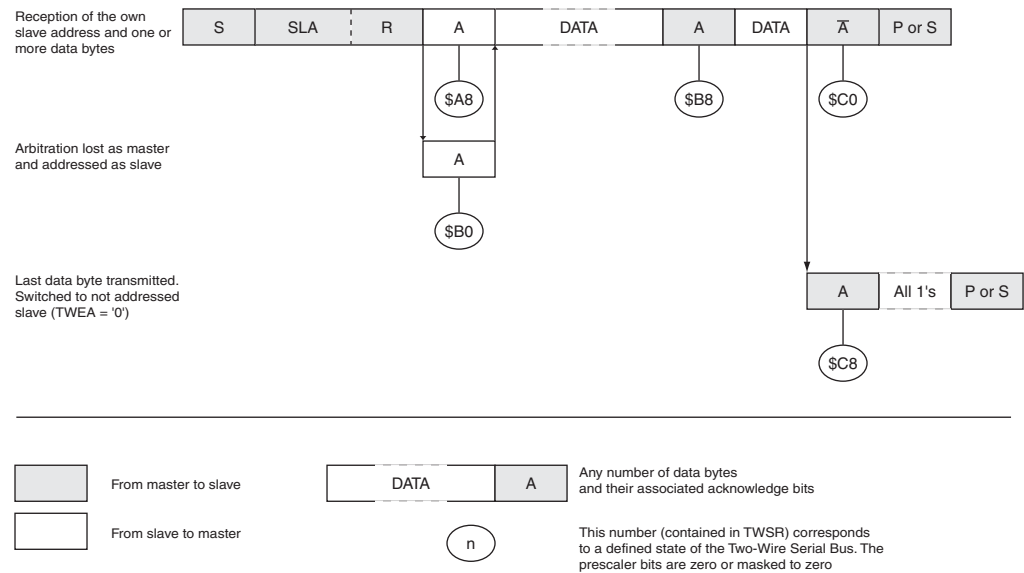 Reception of the own
slave address and one or
more data bytes
S SLA R A DATA A DATA A̅ P or S
$A8 $B8 $C0
Arbitration lost as master
and addressed as slave
A
$B0
Last data byte transmitted.
Switched to not addressed
slave (TWEA = '0')
A All 1's P or S
$C8
From master to slave
DATA A
Any number of data bytes
and their associated acknowledge bits
From slave to master
n
This number (contained in TWSR) corresponds
to a defined state of the Two-Wire Serial Bus. The
prescaler bits are zero or masked to zero